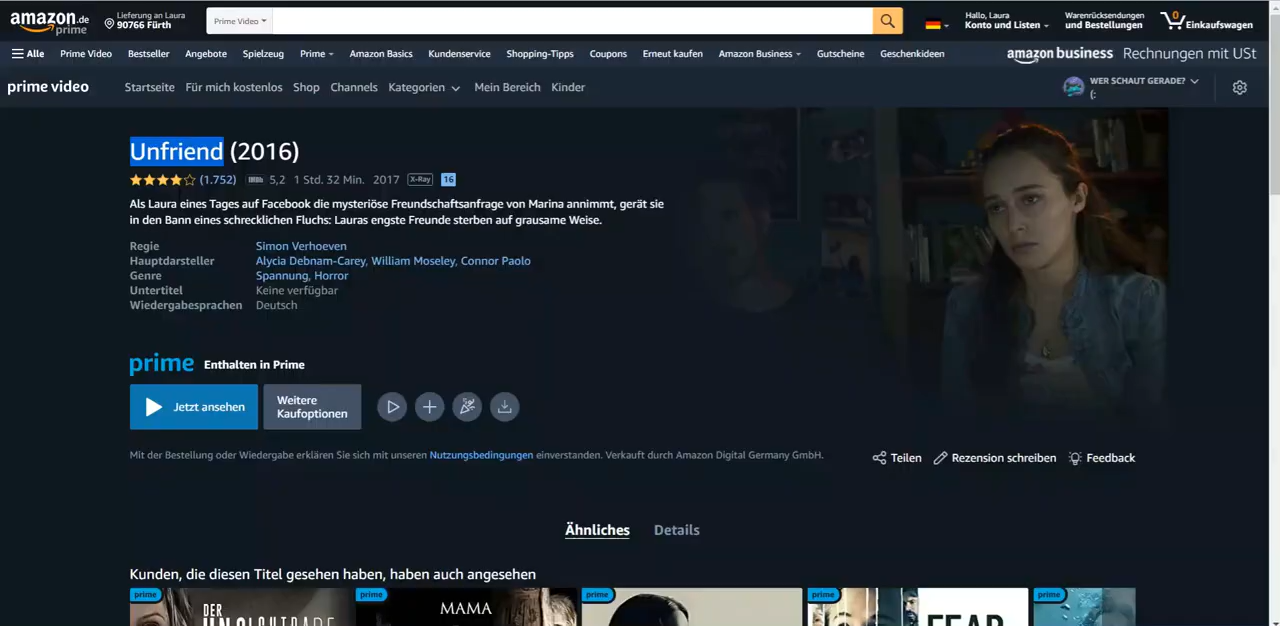 amazon.de
prime
Lieferung an Laura
90766 Fürth
Prime Video
Hallo, Laura
Konto und Listen
Warenrücksendungen
und Bestellungen
0
Einkaufswagen
Alle Prime Video Bestseller Angebote Spielzeug Prime Amazon Basics Kundenservice Shopping-Tipps Coupons Erneut kaufen Amazon Business Gutscheine Geschenkideen amazon business Rechnungen mit USt
prime video Startseite Für mich kostenlos Shop Channels Kategorien Mein Bereich Kinder
WER SCHAUT GERADE?
(:
Unfriend (2016)
(1.752) IMDb 5,2 1 Std. 32 Min. 2017 X-Ray 16
Als Laura eines Tages auf Facebook die mysteriöse Freundschaftsanfrage von Marina annimmt, gerät sie
in den Bann eines schrecklichen Fluchs: Lauras engste Freunde sterben auf grausame Weise.
Regie Simon Verhoeven
Hauptdarsteller Alycia Debnam-Carey, William Moseley, Connor Paolo
Genre Spannung, Horror
Untertitel Keine verfügbar
Wiedergabesprachen Deutsch
prime Enthalten in Prime
Jetzt ansehen
Weitere
Kaufoptionen
Mit der Bestellung oder Wiedergabe erklären Sie sich mit unseren Nutzungsbedingungen einverstanden. Verkauft durch Amazon Digital Germany GmbH.
Teilen Rezension schreiben Feedback
Ähnliches Details
Kunden, die diesen Titel gesehen haben, haben auch angesehen
prime prime prime prime prime
DER
MAMA
FEAR